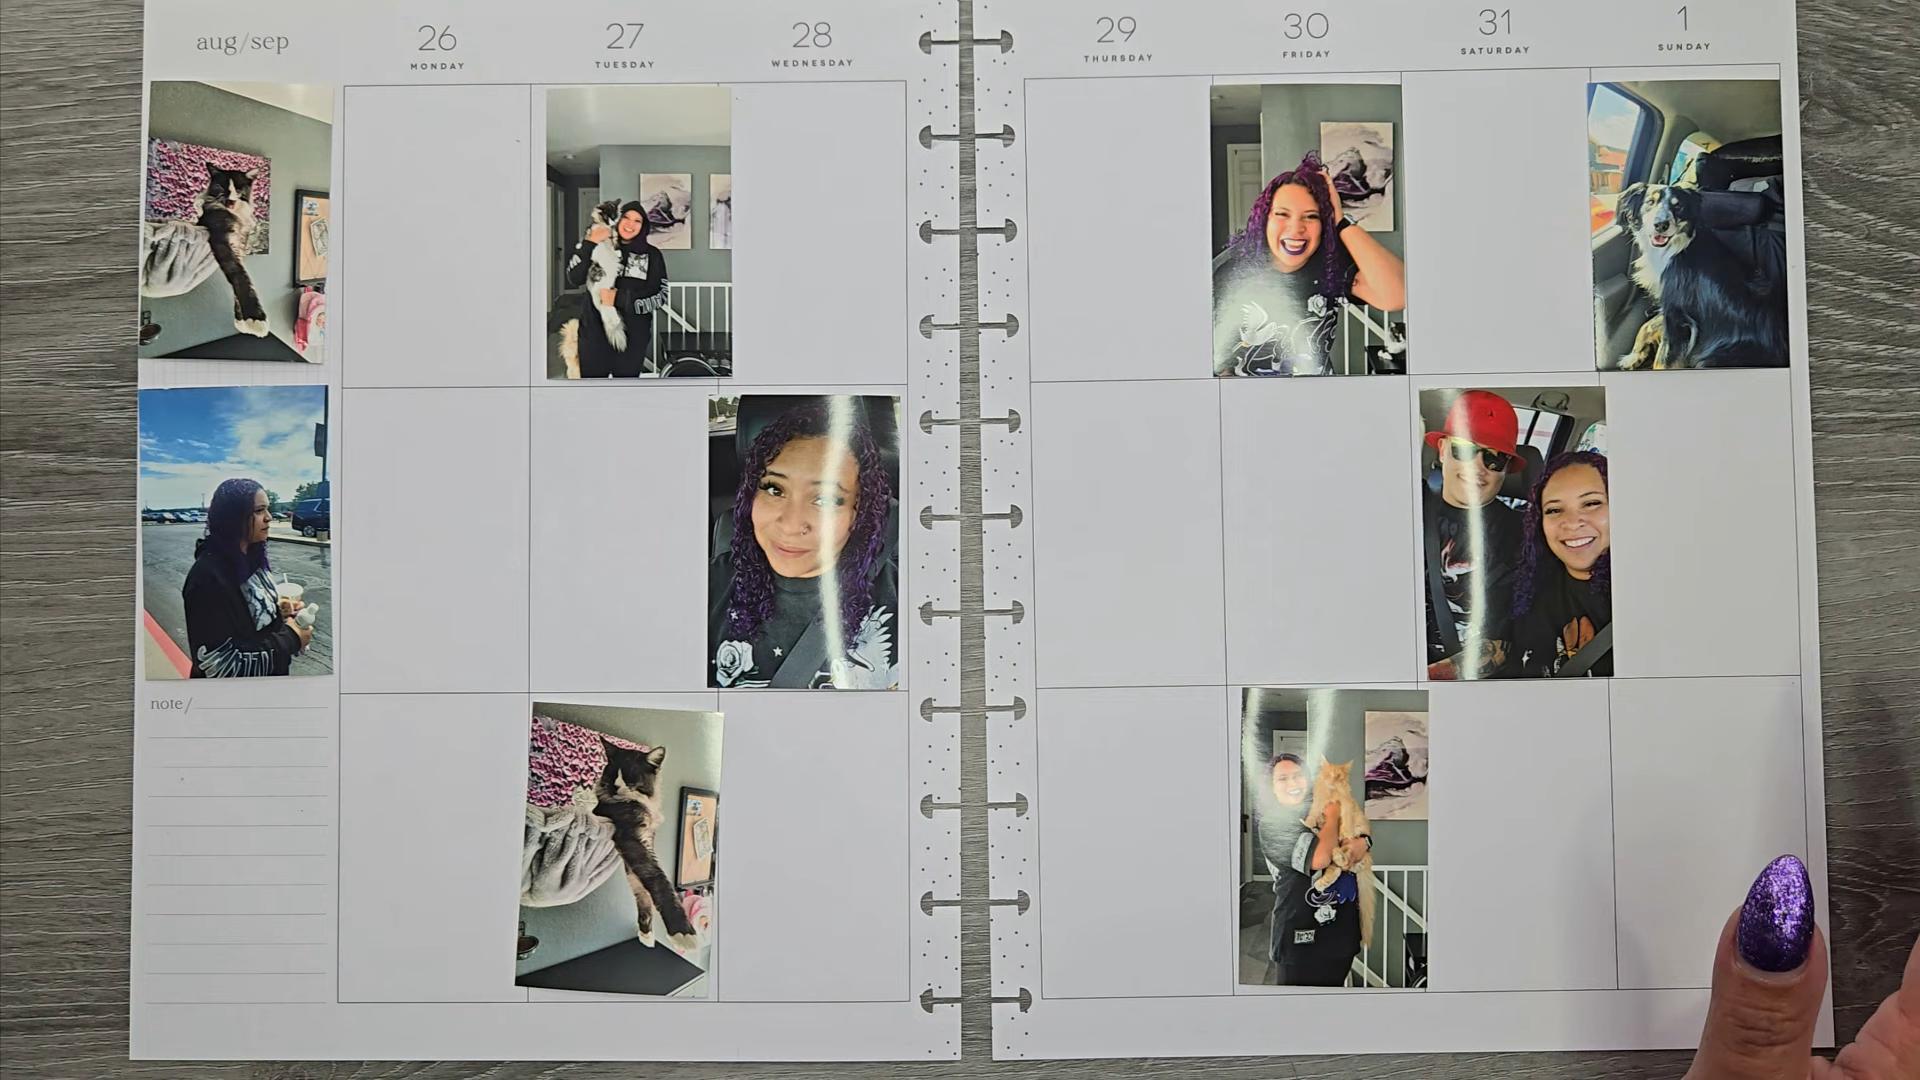 aug/sep
26
MONDAY
27
TUESDAY
28
WEDNESDAY
29
THURSDAY
30
FRIDAY
31
SATURDAY
1
SUNDAY
note/